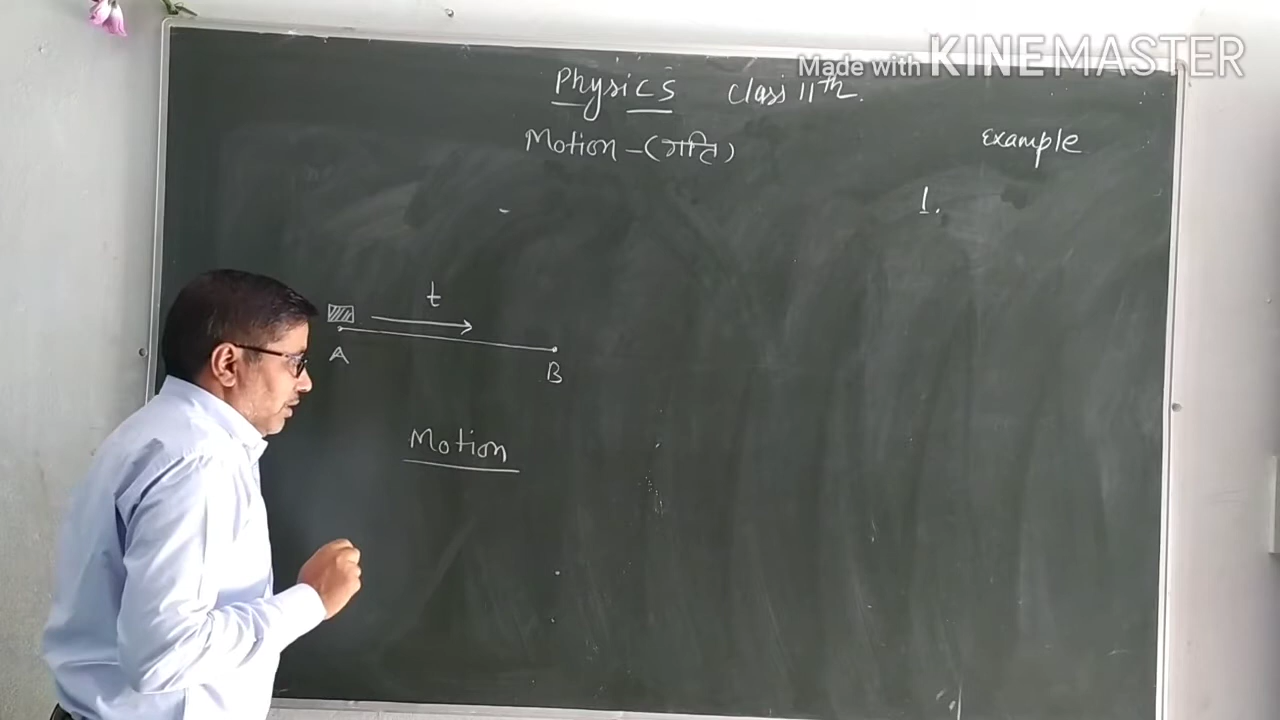 Made with KINEMASTER
Physics class 11th.
Motion - (गति)
example
1.
t
A
B
Motion